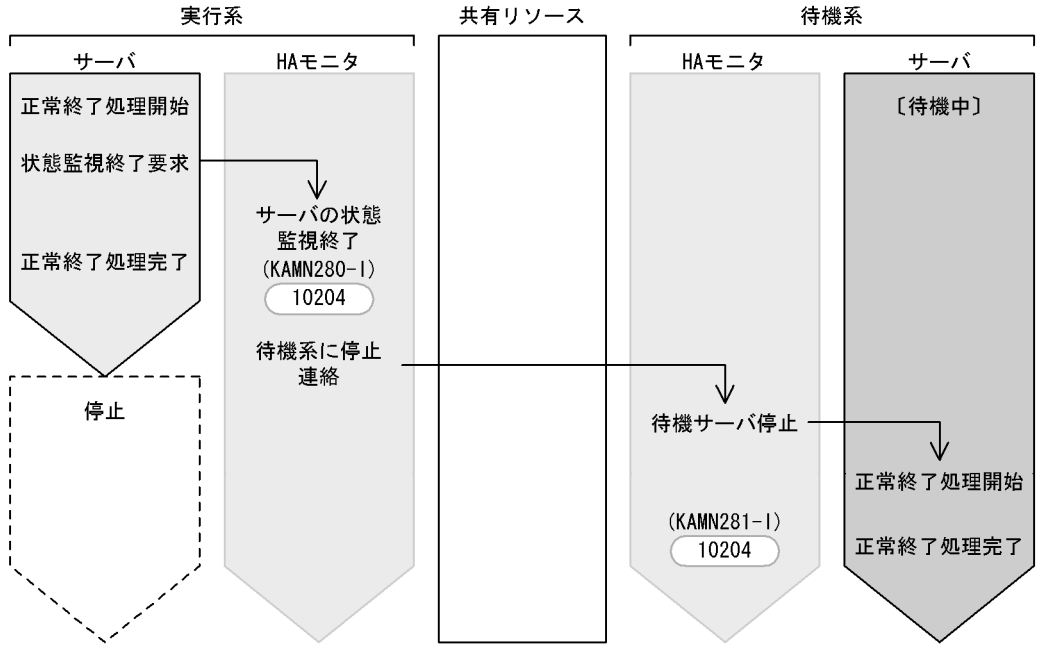 実行系
共有リソース
待機系
サーバ
HAモニタ
HAモニタ
サーバ
正常終了処理開始
〔待機中〕
状態監視終了要求
サーバの状態
監視終了
(KAMN280-I)
10204
正常終了処理完了
待機系に停止
連絡
停止
待機サーバ停止
正常終了処理開始
(KAMN281-I)
10204
正常終了処理完了